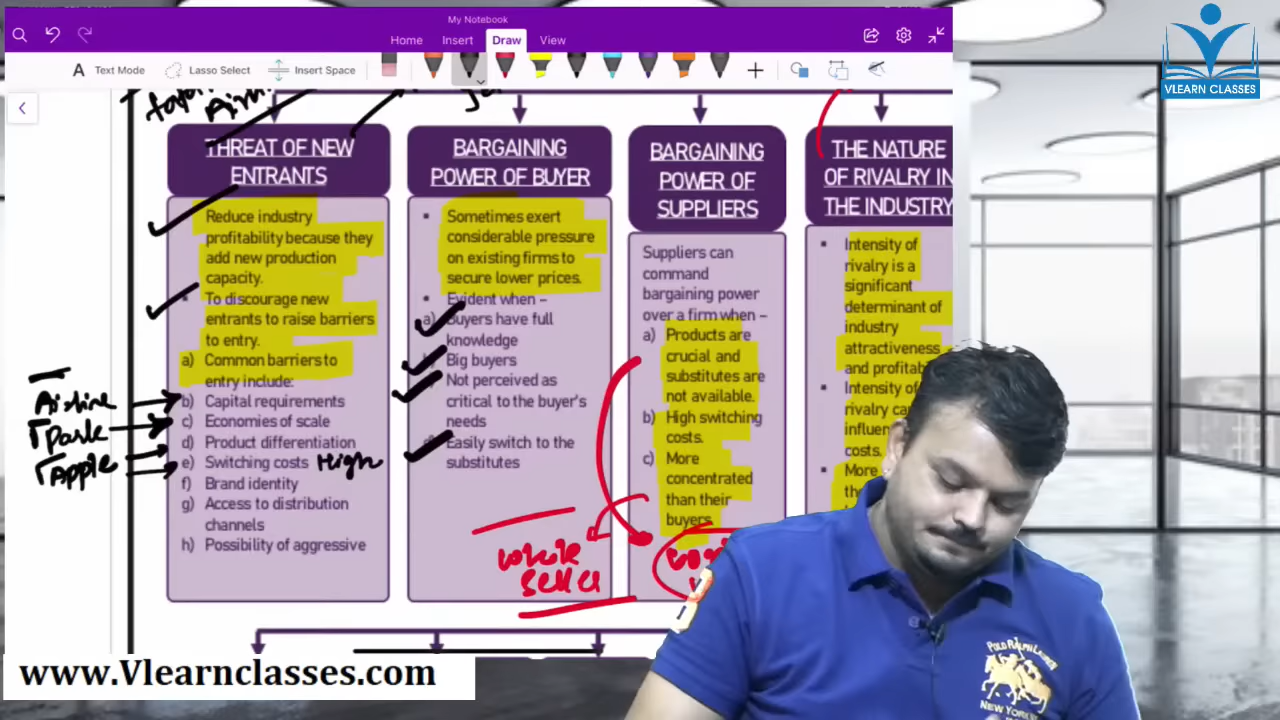 My Notebook
Home
Insert
Draw
View
Text Mode
Lasso Select
Insert Space
VLEARN CLASSES
THREAT OF NEW
ENTRANTS
Reduce industry
profitability because they
add new production
capacity.
To discourage new
entrants to raise barriers
to entry.
a) Common barriers to
entry include:
b) Capital requirements
c) Economies of scale
d) Product differentiation
e) Switching costs High
f) Brand identity
g) Access to distribution
channels
h) Possibility of aggressive
Airline
Apple
BARGAINING
POWER OF BUYER
Sometimes exert
considerable pressure
on existing firms to
secure lower prices.
Evident when –
a) Buyers have full
knowledge
Big buyers
Not perceived as
critical to the buyer's
needs
Easily switch to the
substitutes
BARGAINING
POWER OF
SUPPLIERS
Suppliers can
command
bargaining power
over a firm when –
a) Products are
crucial and
substitutes are
not available.
b) High switching
costs.
c) More
concentrated
than their
buyers
whole
seller
THE NATURE
OF RIVALRY IN
THE INDUSTRY
Intensity of
rivalry is a
significant
determinant of
industry
attractiveness
Intensity of
costs.
More
www.Vlearnclasses.com
POLO RALPH LAUREN
NEW YORK